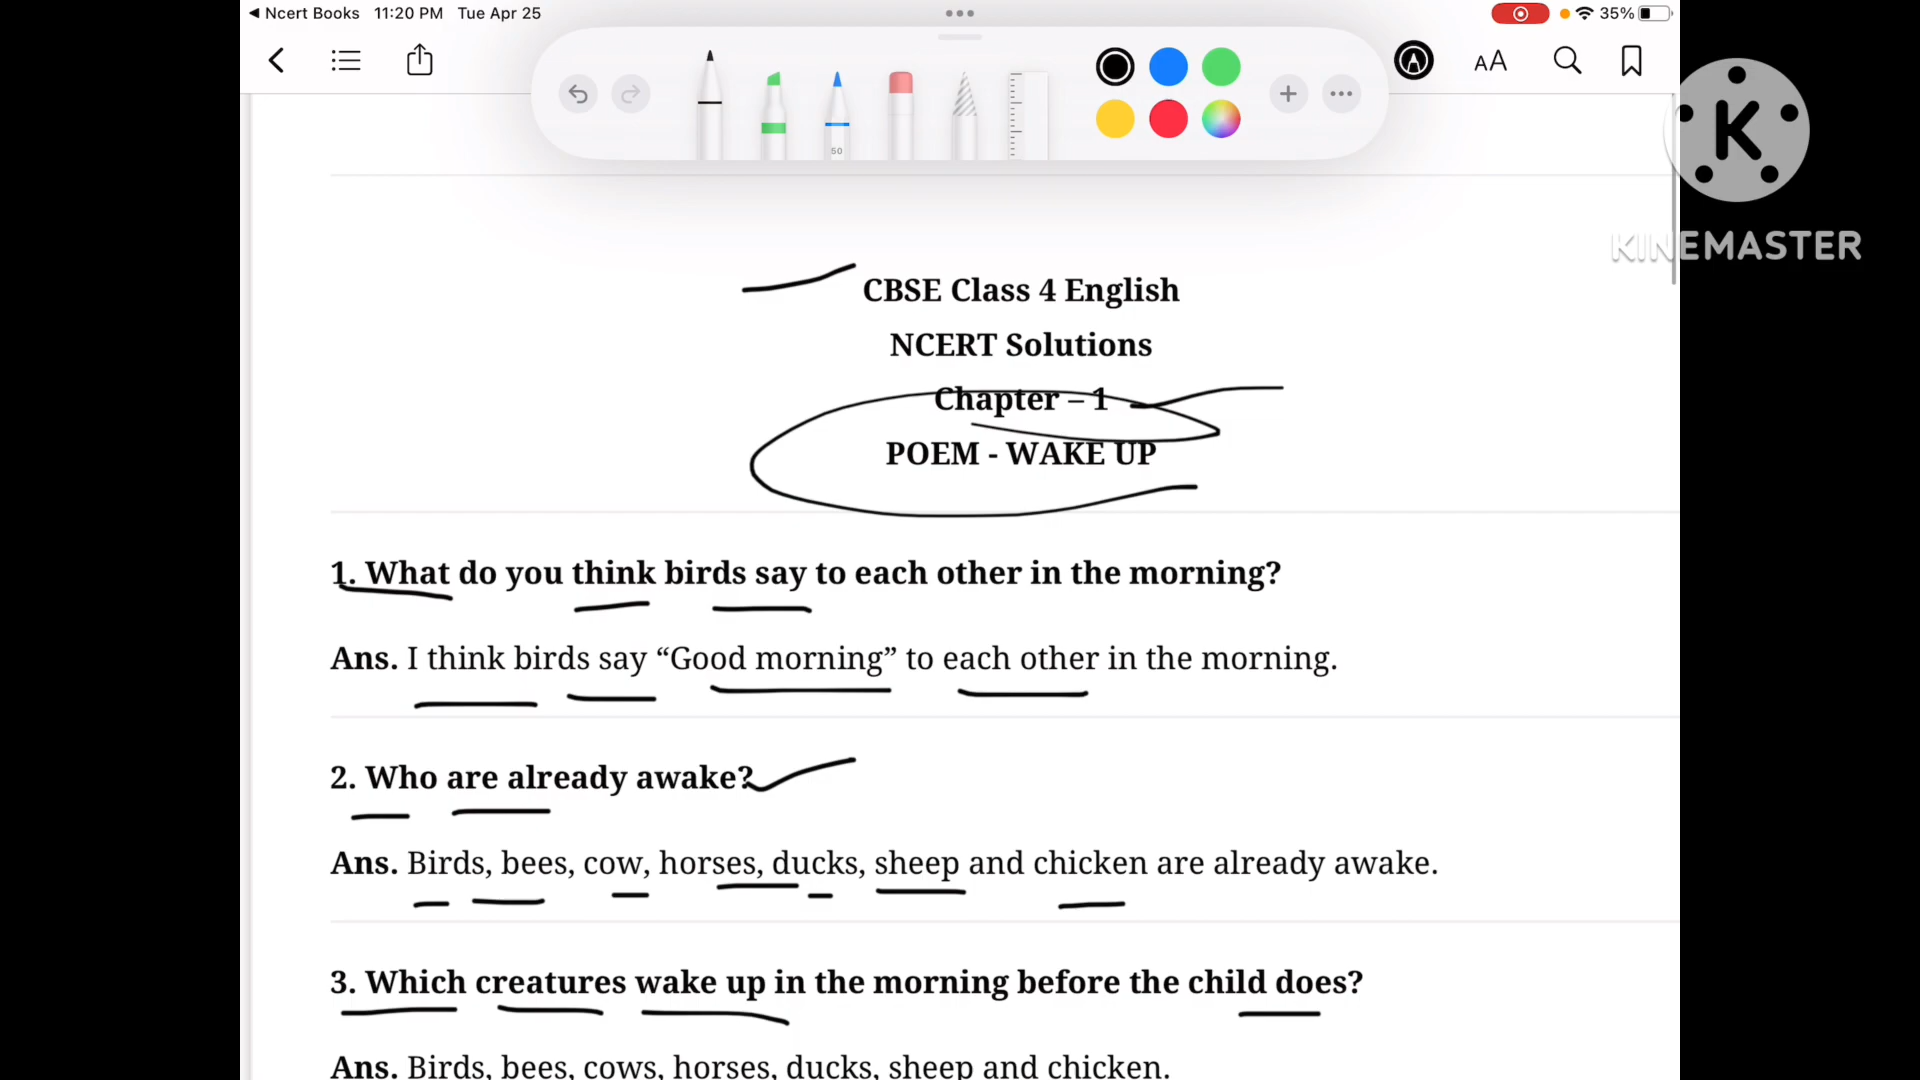 Ncert Books 11:20 PM Tue Apr 25
35%
AA
50
K
KINEMASTER
CBSE Class 4 English
NCERT Solutions
Chapter – 1
POEM - WAKE UP
1. What do you think birds say to each other in the morning?
Ans. I think birds say “Good morning” to each other in the morning.
2. Who are already awake?
Ans. Birds, bees, cow, horses, ducks, sheep and chicken are already awake.
3. Which creatures wake up in the morning before the child does?
Ans. Birds, bees, cows, horses, ducks, sheep and chicken.